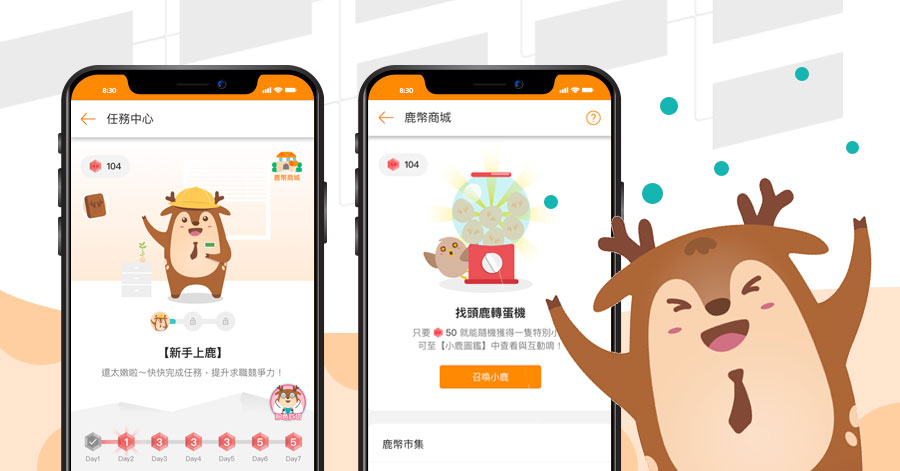 8:30
任務中心
104
鹿幣商城
【新手上鹿】
還太嫩啦～快快完成任務，提升求職競爭力！
1
3
3
3
5
5
Day1
Day2
Day3
Day4
Day5
Day6
Day7
8:30
鹿幣商城
?
104
找頭鹿轉蛋機
只要 50 就能隨機獲得一隻特別小
可至【小鹿圖鑑】中查看與互動唷！
召喚小鹿
鹿幣市集